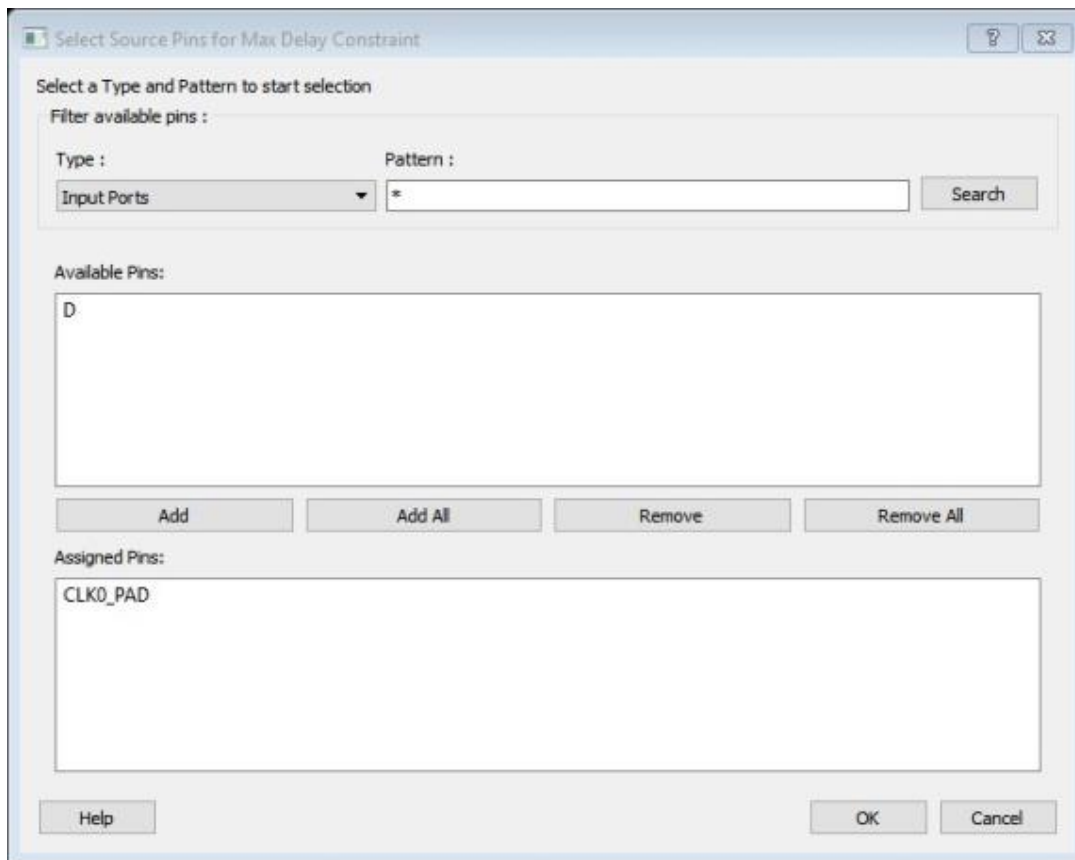 Select Source Pins for Max Delay Constraint
Select a Type and Pattern to start selection
Filter available pins :
Type : Pattern :
Input Ports * Search
Available Pins:
D
Add Add All Remove Remove All
Assigned Pins:
CLK0_PAD
Help OK Cancel